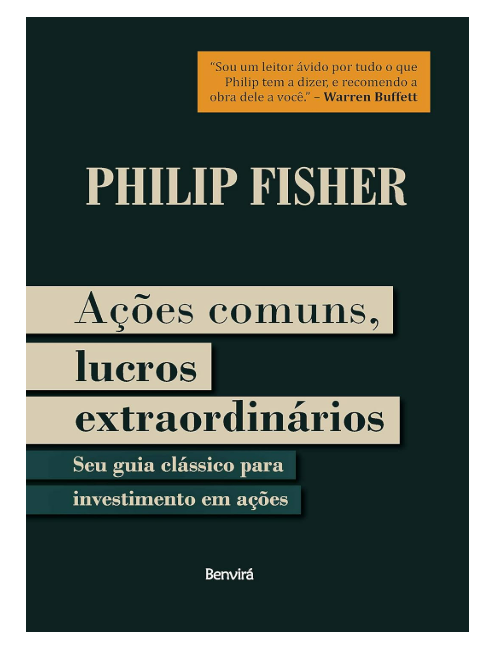 “Sou um leitor ávido por tudo o que
Philip tem a dizer, e recomendo a
obra dele a você.” – Warren Buffett
PHILIP FISHER
Ações comuns,
lucros
extraordinários
Seu guia clássico para
investimento em ações
Benvirá